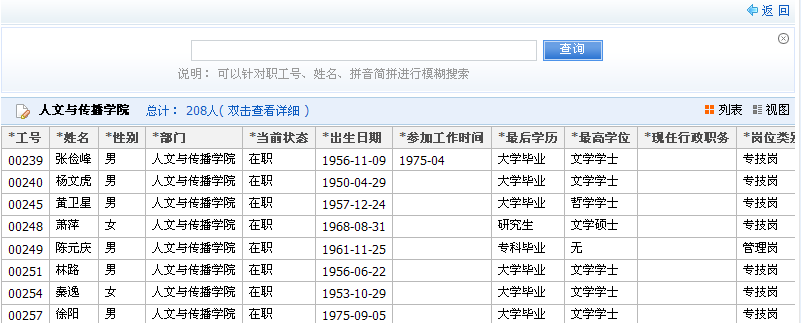 返 回
查询
说明： 可以针对职工号、姓名、拼音简拼进行模糊搜索
人文与传播学院 总计： 208人( 双击查看详细 ) 列表 视图
*工号 *姓名 *性别 *部门 *当前状态 *出生日期 *参加工作时间 *最后学历 *最高学位 *现任行政职务 *岗位类别
00239 张俭峰 男 人文与传播学院 在职 1956-11-09 1975-04 大学毕业 文学学士 专技岗
00240 杨文虎 男 人文与传播学院 在职 1950-04-29 大学毕业 文学学士 专技岗
00245 黄卫星 男 人文与传播学院 在职 1957-12-24 大学毕业 哲学学士 专技岗
00248 萧萍 女 人文与传播学院 在职 1968-08-31 研究生 文学硕士 专技岗
00249 陈元庆 男 人文与传播学院 在职 1961-11-25 专科毕业 无 管理岗
00251 林路 男 人文与传播学院 在职 1956-06-22 大学毕业 文学学士 专技岗
00254 秦逸 女 人文与传播学院 在职 1953-10-29 大学毕业 文学学士 专技岗
00257 徐阳 男 人文与传播学院 在职 1975-09-05 大学毕业 文学学士 专技岗